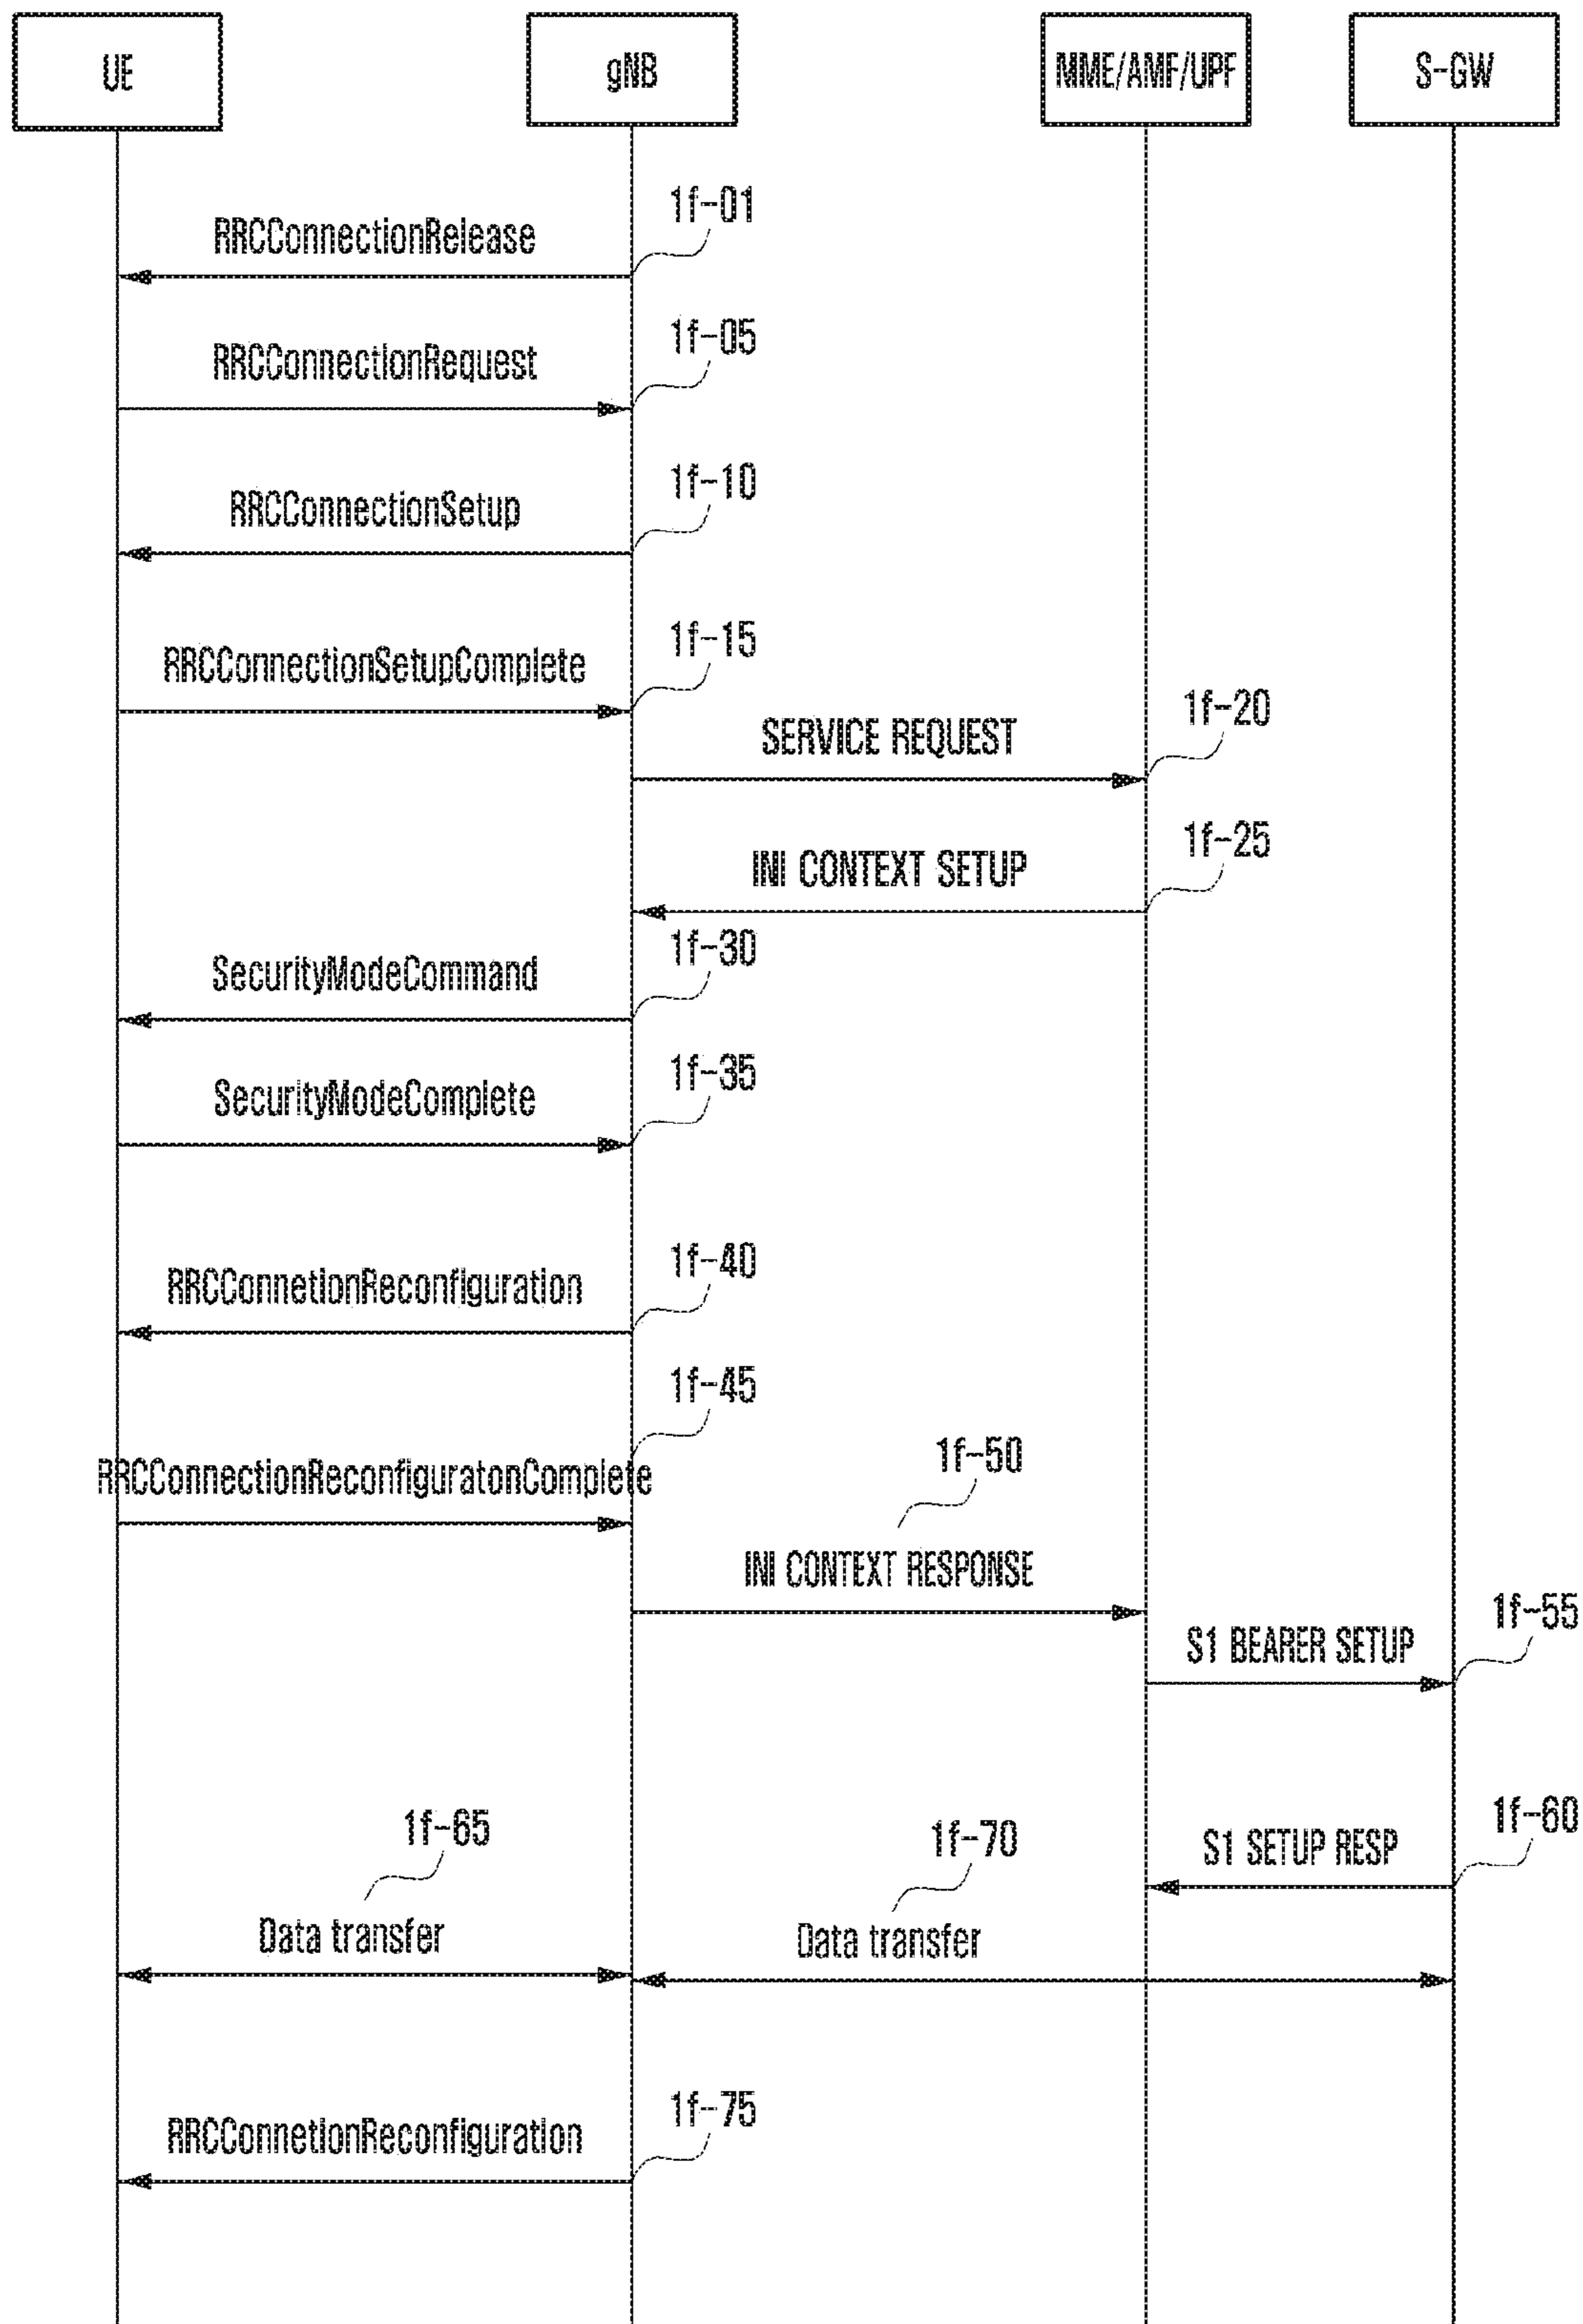 UE
gNB
MME/AMF/UPF
S-GW
1f-01
RRCConnectionRelease
1f-05
RRCConnectionRequest
1f-10
RRCConnectionSetup
1f-15
RRCConnectionSetupComplete
1f-20
SERVICE REQUEST
1f-25
INI CONTEXT SETUP
1f-30
SecurityModeCommand
1f-35
SecurityModeComplete
1f-40
RRCConnetionReconfiguration
1f-45
RRCConnectionReconfiguratonComplete
1f-50
INI CONTEXT RESPONSE
1f-55
S1 BEARER SETUP
1f-60
S1 SETUP RESP
1f-65
Data transfer
1f-70
Data transfer
1f-75
RRCConnetionReconfiguration